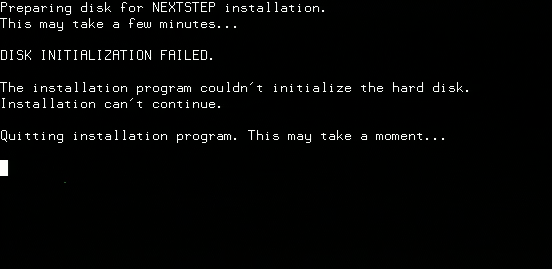 Preparing disk for NEXTSTEP installation.
This may take a few minutes...
DISK INITIALIZATION FAILED.
The installation program couldn´t initialize the hard disk.
Installation can´t continue.
Quitting installation program. This may take a moment...